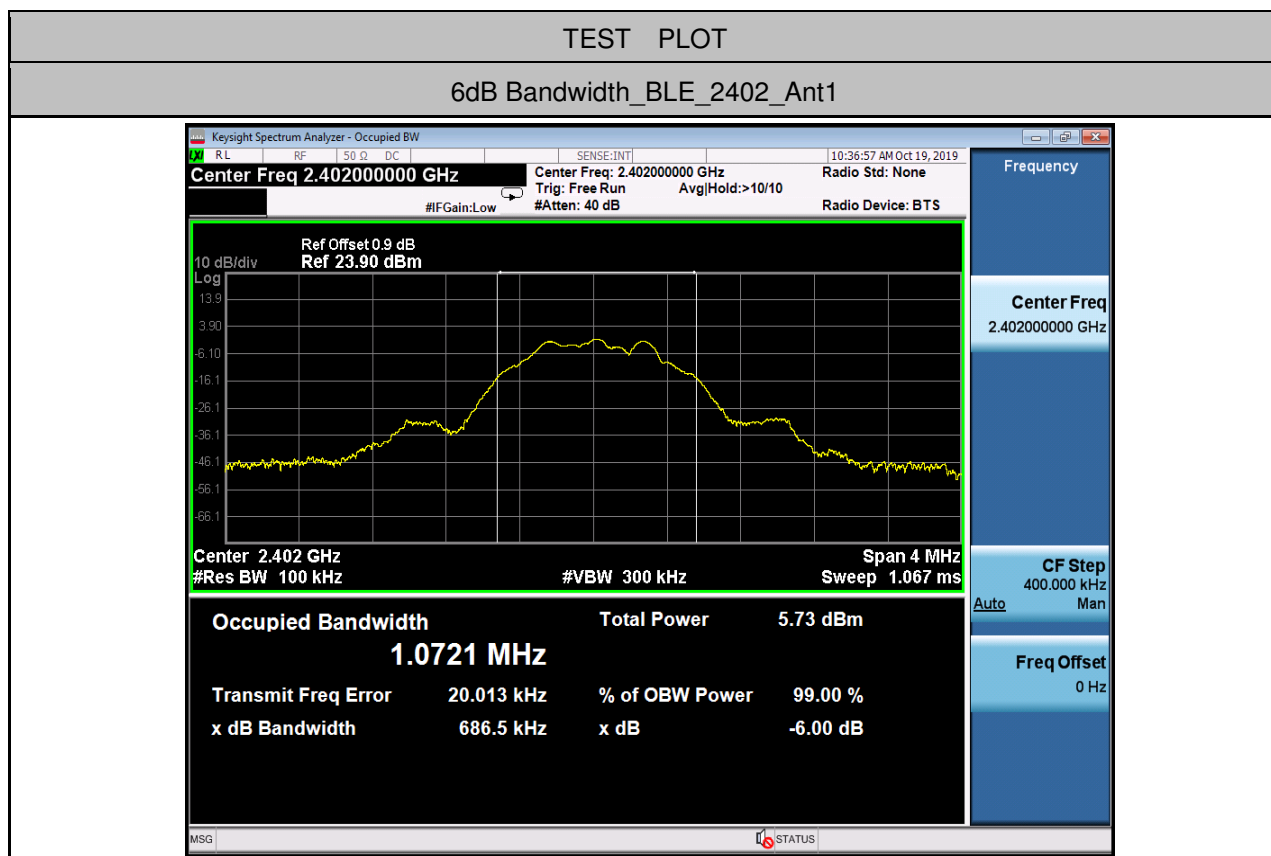 TEST PLOT
6dB Bandwidth_BLE_2402_Ant1
Keysight Spectrum Analyzer - Occupied BW
LXI RL RF 50 Ω DC SENSE:INT 10:36:57 AM Oct 19, 2019
Center Freq 2.402000000 GHz
Center Freq: 2.402000000 GHz
Radio Std: None
Trig: Free Run Avg|Hold:>10/10
#IFGain:Low
#Atten: 40 dB
Radio Device: BTS
Ref Offset 0.9 dB
10 dB/div Ref 23.90 dBm
Log
13.9
3.90
-6.10
-16.1
-26.1
-36.1
-46.1
-56.1
-66.1
Center 2.402 GHz Span 4 MHz
#Res BW 100 kHz #VBW 300 kHz Sweep 1.067 ms
Occupied Bandwidth Total Power 5.73 dBm
1.0721 MHz
Transmit Freq Error 20.013 kHz % of OBW Power 99.00 %
x dB Bandwidth 686.5 kHz x dB -6.00 dB
Frequency
Center Freq
2.402000000 GHz
CF Step
400.000 kHz
Auto Man
Freq Offset
0 Hz
MSG STATUS